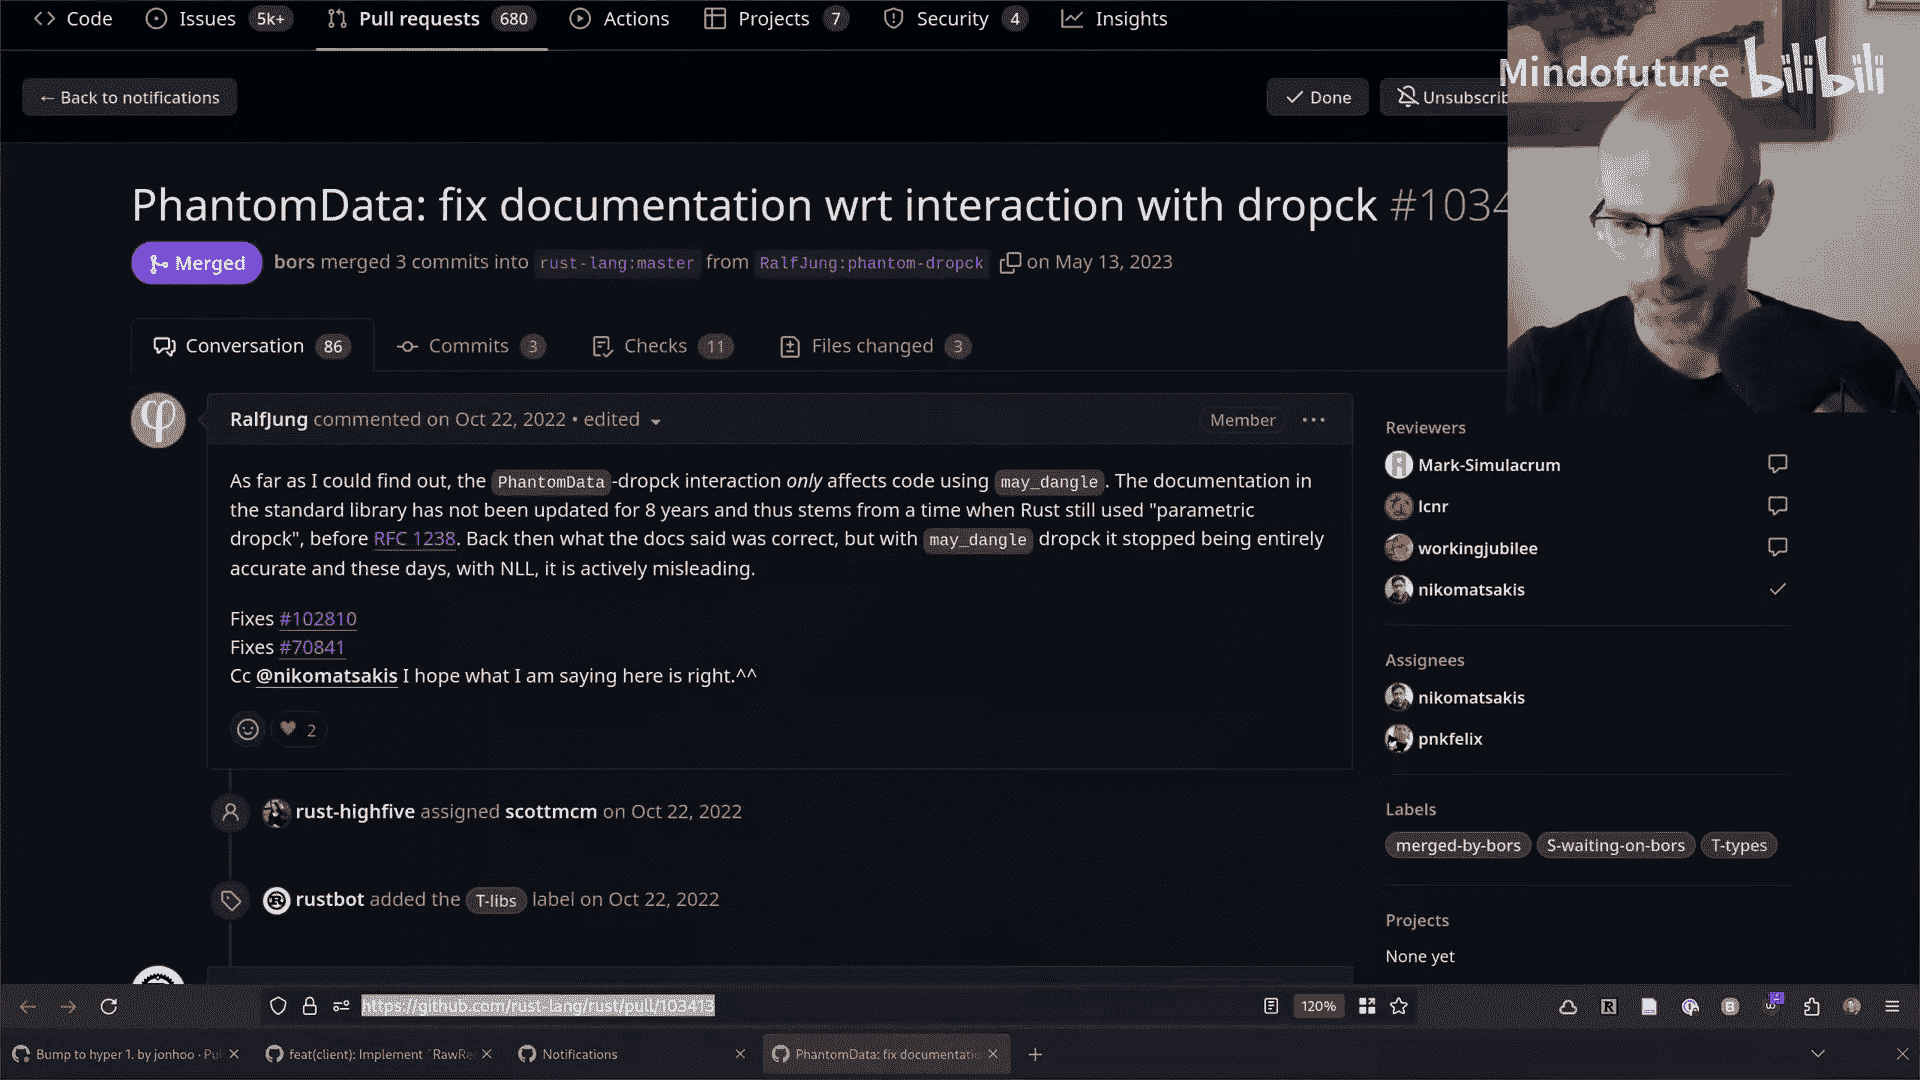 Code Issues 5k+ Pull requests 680 Actions Projects 7 Security 4 Insights
← Back to notifications
Done
Unsubscrib
Mindofuture bilibili
PhantomData: fix documentation wrt interaction with dropck #1034
Merged bors merged 3 commits into rust-lang:master from RalfJung:phantom-dropck on May 13, 2023
Conversation 86 Commits 3 Checks 11 Files changed 3
RalfJung commented on Oct 22, 2022 • edited
Member
As far as I could find out, the PhantomData-dropck interaction only affects code using may_dangle. The documentation in
the standard library has not been updated for 8 years and thus stems from a time when Rust still used "parametric
dropck", before RFC 1238. Back then what the docs said was correct, but with may_dangle dropck it stopped being entirely
accurate and these days, with NLL, it is actively misleading.
Fixes #102810
Fixes #70841
Cc @nikomatsakis I hope what I am saying here is right.^^
2
rust-highfive assigned scottmcm on Oct 22, 2022
rustbot added the T-libs label on Oct 22, 2022
Reviewers
Mark-Simulacrum
lcnr
workingjubilee
nikomatsakis
Assignees
nikomatsakis
pnkfelix
Labels
merged-by-bors S-waiting-on-bors T-types
Projects
None yet
https://github.com/rust-lang/rust/pull/103413
120%
Bump to hyper 1. by jonhoo · Pul
feat(client): Implement `RawRe
Notifications
PhantomData: fix documentatio